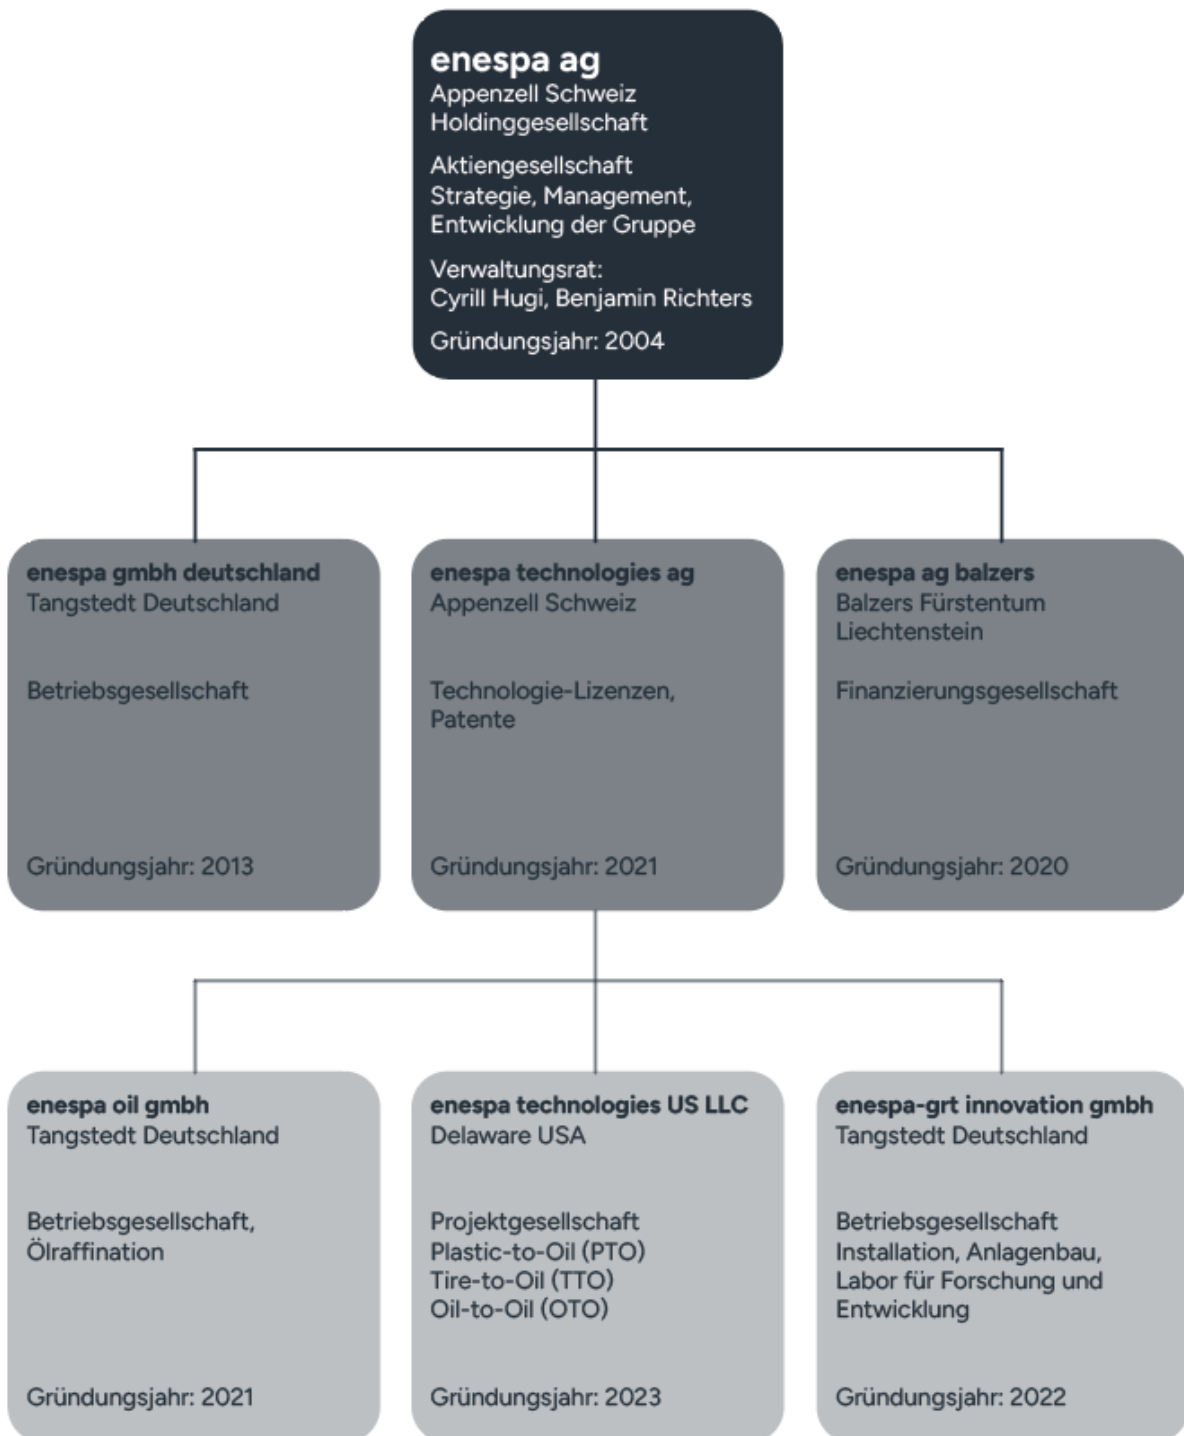 enespa ag
Appenzell Schweiz
Holdinggesellschaft
Aktiengesellschaft
Strategie, Management,
Entwicklung der Gruppe
Verwaltungsrat:
Cyrill Hugi, Benjamin Richters
Gründungsjahr: 2004
enespa gmbh deutschland
Tangstedt Deutschland
Betriebsgesellschaft
Gründungsjahr: 2013
enespa technologies ag
Appenzell Schweiz
Technologie-Lizenzen,
Patente
Gründungsjahr: 2021
enespa ag balzers
Balzers Fürstentum
Liechtenstein
Finanzierungsgesellschaft
Gründungsjahr: 2020
enespa oil gmbh
Tangstedt Deutschland
Betriebsgesellschaft,
Ölraffination
Gründungsjahr: 2021
enespa technologies US LLC
Delaware USA
Projektgesellschaft
Plastic-to-Oil (PTO)
Tire-to-Oil (TTO)
Oil-to-Oil (OTO)
Gründungsjahr: 2023
enespa-grt innovation gmbh
Tangstedt Deutschland
Betriebsgesellschaft
Installation, Anlagenbau,
Labor für Forschung und
Entwicklung
Gründungsjahr: 2022